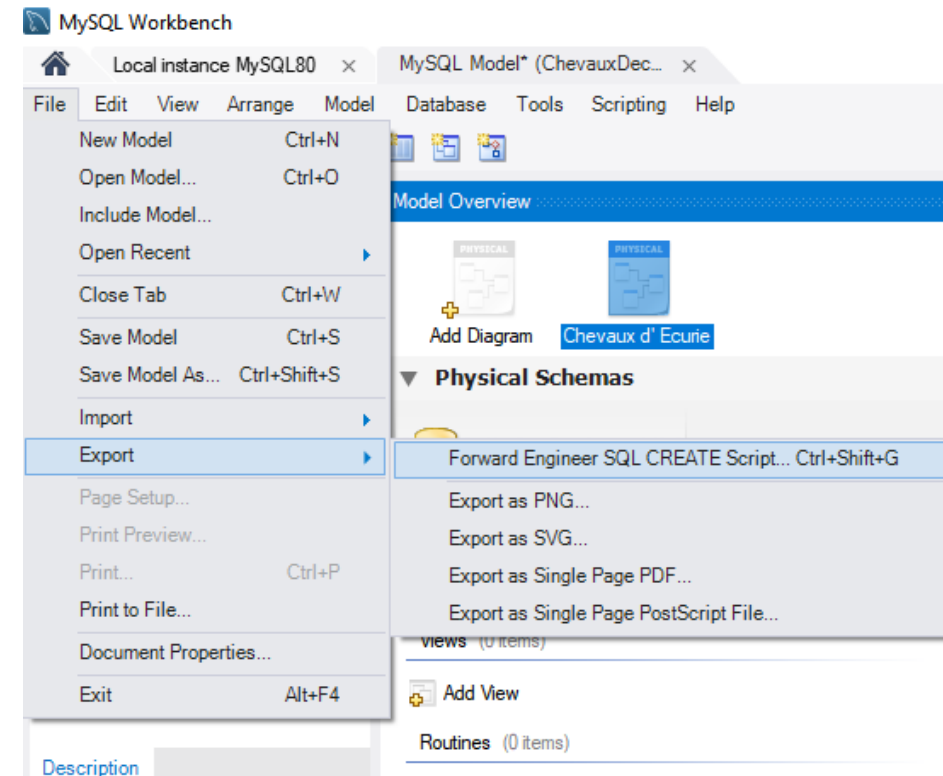 MySQL Workbench
Local instance MySQL80 ×
MySQL Model* (ChevauxDec... ×
File Edit View Arrange Model Database Tools Scripting Help
New Model Ctrl+N
Open Model... Ctrl+O
Include Model...
Open Recent
Close Tab Ctrl+W
Save Model Ctrl+S
Save Model As... Ctrl+Shift+S
Import
Export
Page Setup...
Print Preview...
Print... Ctrl+P
Print to File...
Document Properties...
Exit Alt+F4
Description
Model Overview
PHYSICAL
PHYSICAL
Add Diagram
Chevaux d' Ecurie
Physical Schemas
Forward Engineer SQL CREATE Script... Ctrl+Shift+G
Export as PNG...
Export as SVG...
Export as Single Page PDF...
Export as Single Page PostScript File...
Views (0 items)
Add View
Routines (0 items)